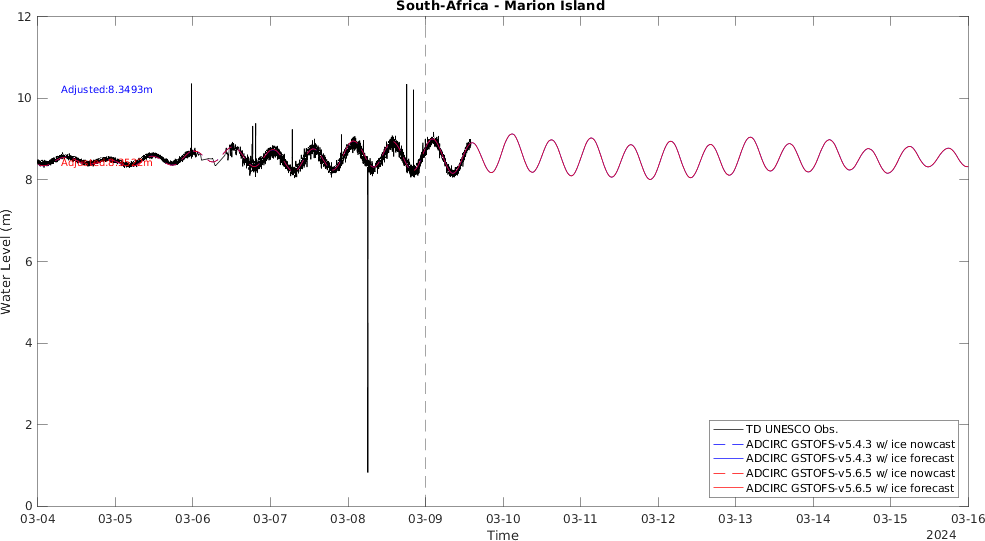 South-Africa - Marion Island
12
10
8
6
4
2
0
Water Level (m)
Adjusted:8.3493m
03-04
03-05
03-06
03-07
03-08
03-09
03-10
03-11
03-12
03-13
03-14
03-15
03-16
Time
2024
TD UNESCO Obs.
ADCIRC GSTOFS-v5.4.3 w/ ice nowcast
ADCIRC GSTOFS-v5.4.3 w/ ice forecast
ADCIRC GSTOFS-v5.6.5 w/ ice nowcast
ADCIRC GSTOFS-v5.6.5 w/ ice forecast